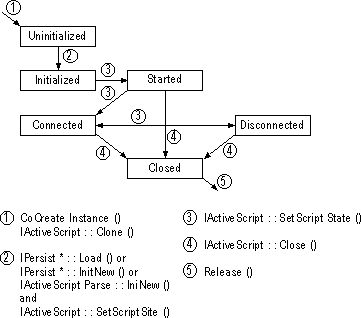 1
Uninitialized
2
Initialized
3
Started
3
Connected
3
Disconnected
4
4
4
Closed
5
1 CoCreate Instance ()
IActiveScript : : Clone ()
2 IPersist * : : Load () or
IPersist * : : InitNew () or
IActiveScript Parse : : IniNew ()
and
IActiveScript : : SetScriptSite ()
3 IActiveScript : : SetScript State ()
4 IActiveScript : : Close ()
5 Release ()